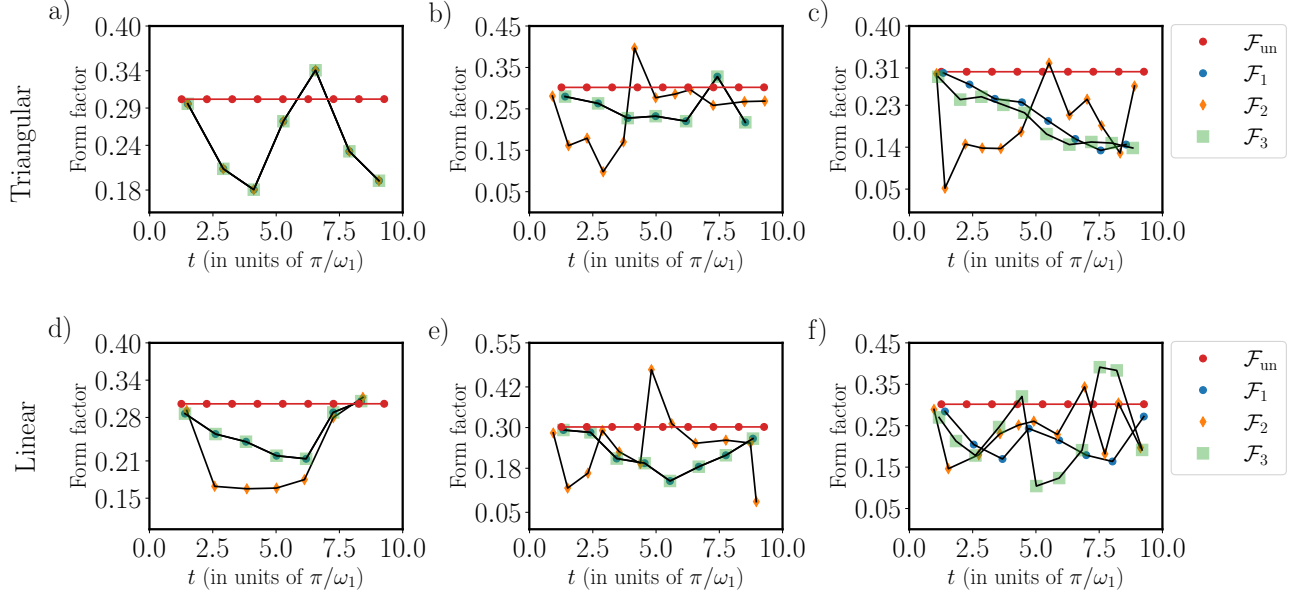 a)
b)
c)
Triangular
Form factor
0.40
0.34
0.29
0.24
0.18
0.0 2.5 5.0 7.5 10.0
t (in units of π/ω₁)
Form factor
0.45
0.35
0.25
0.15
0.05
0.0 2.5 5.0 7.5 10.0
t (in units of π/ω₁)
Form factor
0.40
0.31
0.23
0.14
0.05
0.0 2.5 5.0 7.5 10.0
t (in units of π/ω₁)
ℱun
ℱ₁
ℱ₂
ℱ₃
d)
e)
f)
Linear
Form factor
0.40
0.34
0.28
0.21
0.15
0.0 2.5 5.0 7.5 10.0
t (in units of π/ω₁)
Form factor
0.55
0.42
0.30
0.18
0.05
0.0 2.5 5.0 7.5 10.0
t (in units of π/ω₁)
Form factor
0.45
0.35
0.25
0.15
0.05
0.0 2.5 5.0 7.5 10.0
t (in units of π/ω₁)
ℱun
ℱ₁
ℱ₂
ℱ₃